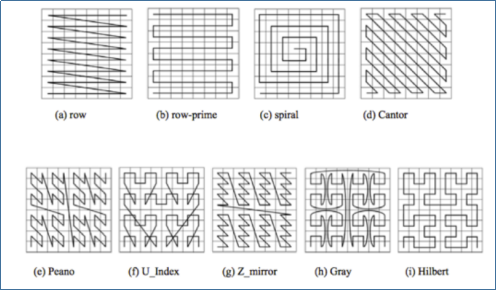 (a) row (b) row-prime (c) spiral (d) Cantor
(e) Peano (f) U_Index (g) Z_mirror (h) Gray (i) Hilbert